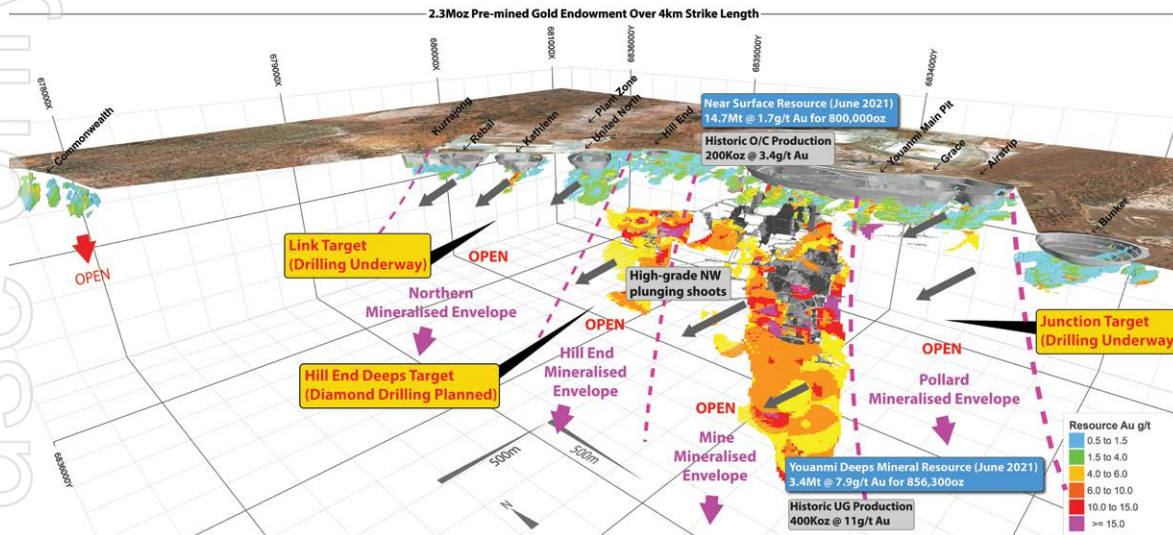 2.3Moz Pre-mined Gold Endowment Over 4km Strike Length
678000X
679000X
680000X
681000X
6836000Y
6835000Y
6834000Y
Commonwealth
Kurrajong
Rebal
Kathlenn
Plant Zone
United North
Hill End
Youanmi Main Pit
Grace
Airstrip
Bunker
Near Surface Resource (June 2021)
14.7Mt @ 1.7g/t Au for 800,000oz
Historic O/C Production
200Koz @ 3.4g/t Au
OPEN
Link Target
(Drilling Underway)
OPEN
High-grade NW
plunging shoots
Northern
Mineralised Envelope
OPEN
Junction Target
(Drilling Underway
OPEN
Hill End Deeps Target
(Diamond Drilling Planned)
Hill End
Mineralised
Envelope
OPEN
Pollard
Mineralised Envelope
Mine
Mineralised
Envelope
500m
500m
N
6836000Y
Youanmi Deeps Mineral Resource (June 2021)
3.4Mt @ 7.9g/t Au for 856,300oz
Historic UG Production
400Koz @ 11g/t Au
Resource Au g/t
0.5 to 1.5
1.5 to 4.0
4.0 to 6.0
6.0 to 10.0
10.0 to 15.0
>= 15.0